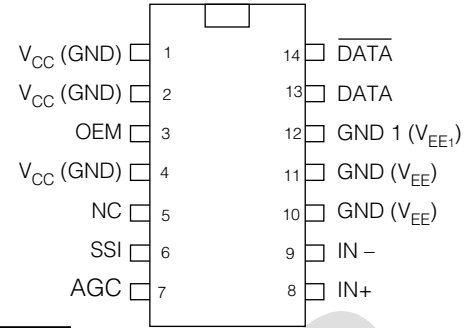 V_CC (GND) 1 14 \overline{DATA}
V_CC (GND) 2 13 DATA
OEM 3 12 GND 1 (V_EE1)
V_CC (GND) 4 11 GND (V_EE)
NC 5 10 GND (V_EE)
SSI 6 9 IN –
AGC 7 8 IN+